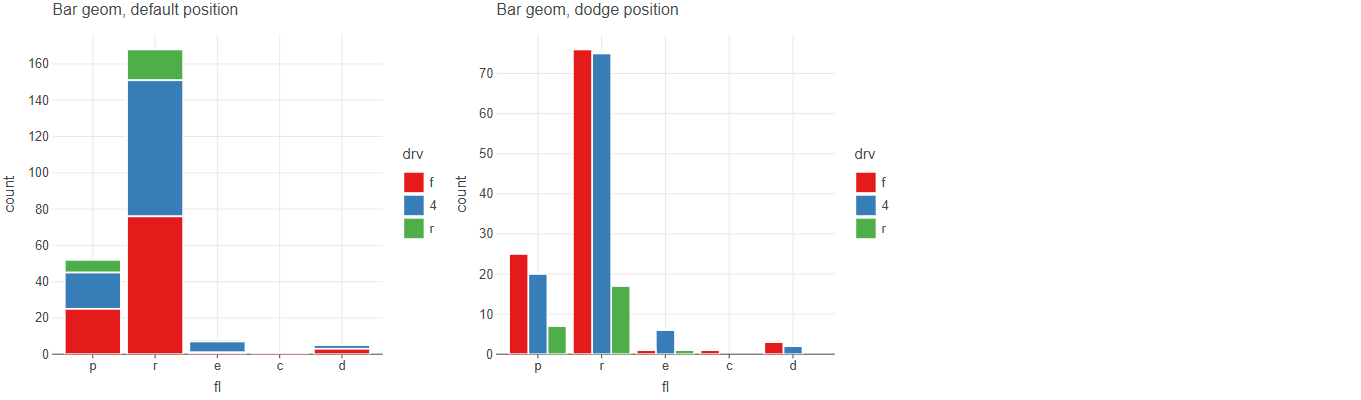 Bar geom, default position
count
160
140
120
100
80
60
40
20
0
p r e c d
fl
drv
f
4
r
Bar geom, dodge position
count
70
60
50
40
30
20
10
0
p r e c d
fl
drv
f
4
r